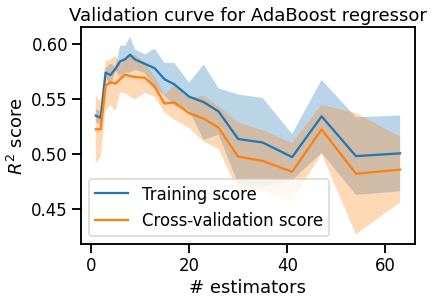 Validation curve for AdaBoost regressor
0.60
0.55
0.50
0.45
R² score
Training score
Cross-validation score
0 20 40 60
# estimators